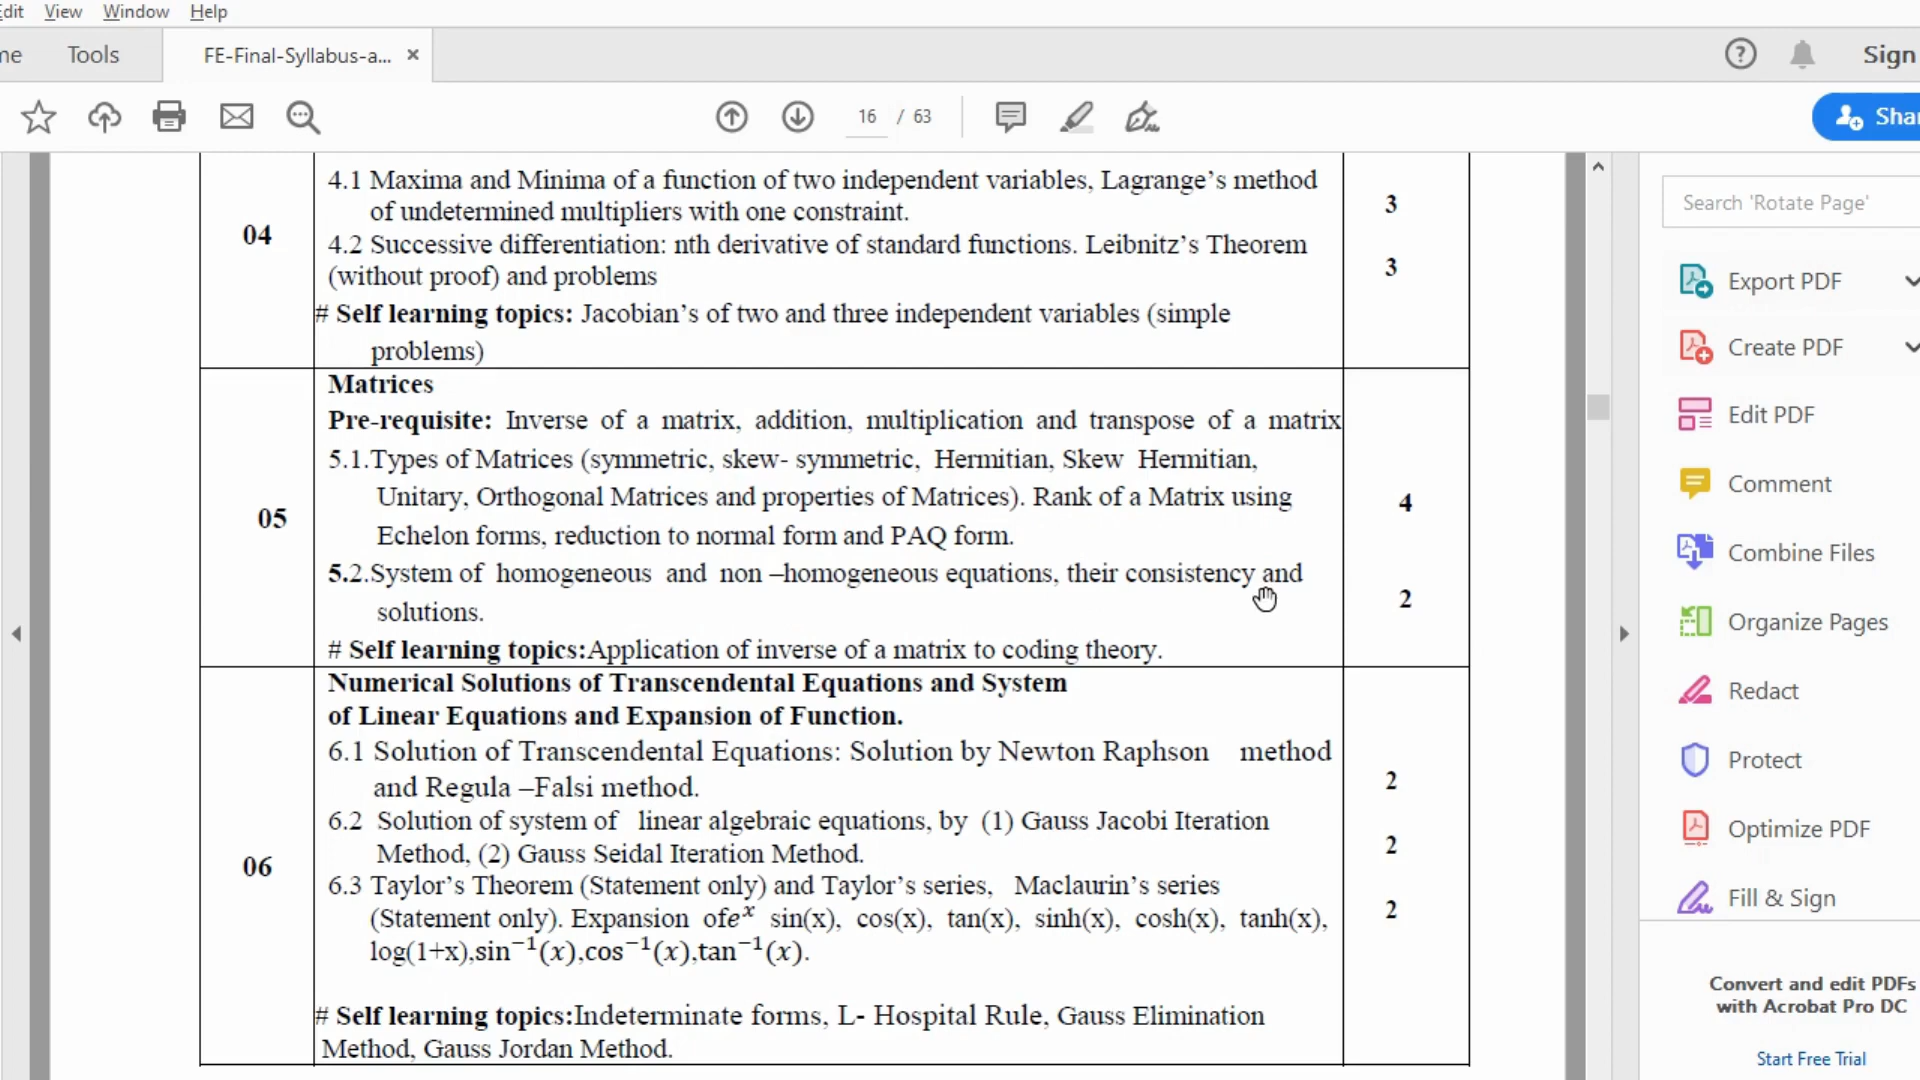 Edit View Window Help
me Tools FE-Final-Syllabus-a... ×
? Sign
16 / 63
Shar
4.1 Maxima and Minima of a function of two independent variables, Lagrange’s method
of undetermined multipliers with one constraint.
3
04
4.2 Successive differentiation: nth derivative of standard functions. Leibnitz’s Theorem
(without proof) and problems
3
# Self learning topics: Jacobian’s of two and three independent variables (simple
problems)
Matrices
Pre-requisite: Inverse of a matrix, addition, multiplication and transpose of a matrix
5.1.Types of Matrices (symmetric, skew- symmetric, Hermitian, Skew Hermitian,
Unitary, Orthogonal Matrices and properties of Matrices). Rank of a Matrix using
Echelon forms, reduction to normal form and PAQ form.
4
05
5.2.System of homogeneous and non –homogeneous equations, their consistency and
solutions.
2
# Self learning topics:Application of inverse of a matrix to coding theory.
Numerical Solutions of Transcendental Equations and System
of Linear Equations and Expansion of Function.
6.1 Solution of Transcendental Equations: Solution by Newton Raphson method
and Regula –Falsi method.
2
6.2 Solution of system of linear algebraic equations, by (1) Gauss Jacobi Iteration
Method, (2) Gauss Seidal Iteration Method.
2
06
6.3 Taylor’s Theorem (Statement only) and Taylor’s series, Maclaurin’s series
(Statement only). Expansion of𝑒ˣ sin(x), cos(x), tan(x), sinh(x), cosh(x), tanh(x),
log(1+x),sin⁻¹(𝑥),cos⁻¹(𝑥),tan⁻¹(𝑥).
2
# Self learning topics:Indeterminate forms, L- Hospital Rule, Gauss Elimination
Method, Gauss Jordan Method.
Search 'Rotate Page'
Export PDF
Create PDF
Edit PDF
Comment
Combine Files
Organize Pages
Redact
Protect
Optimize PDF
Fill & Sign
Convert and edit PDFs
with Acrobat Pro DC
Start Free Trial